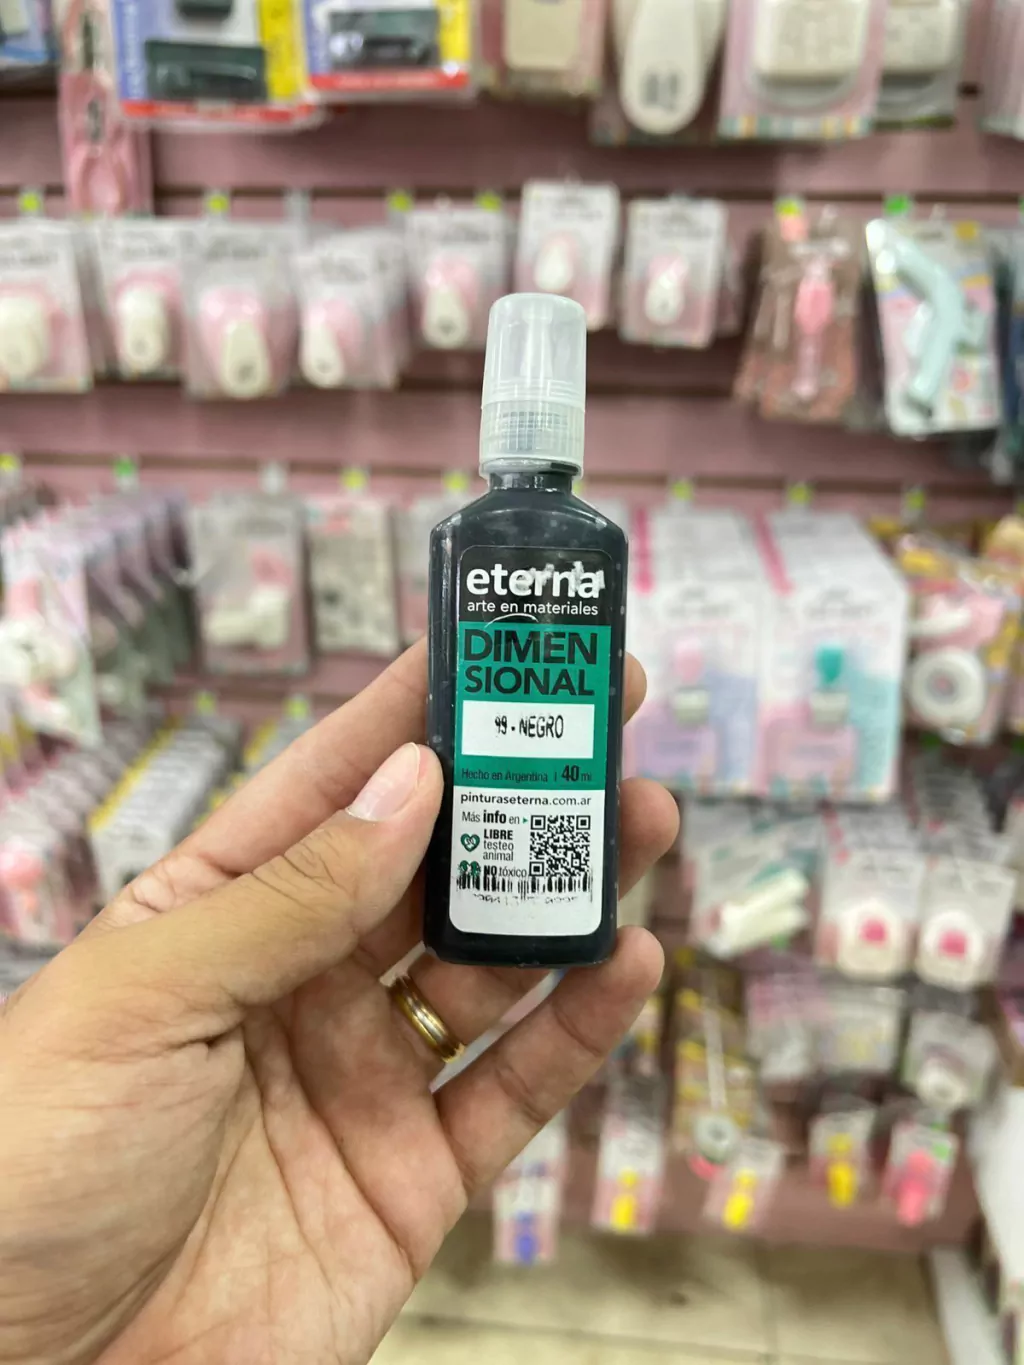 eterna
arte en materiales
DIMEN
SIONAL
99 - NEGRO
Hecho en Argentina | 40 ml
pinturaseterna.com.ar
Más info en
LIBRE
testeo
animal
NO tóxico